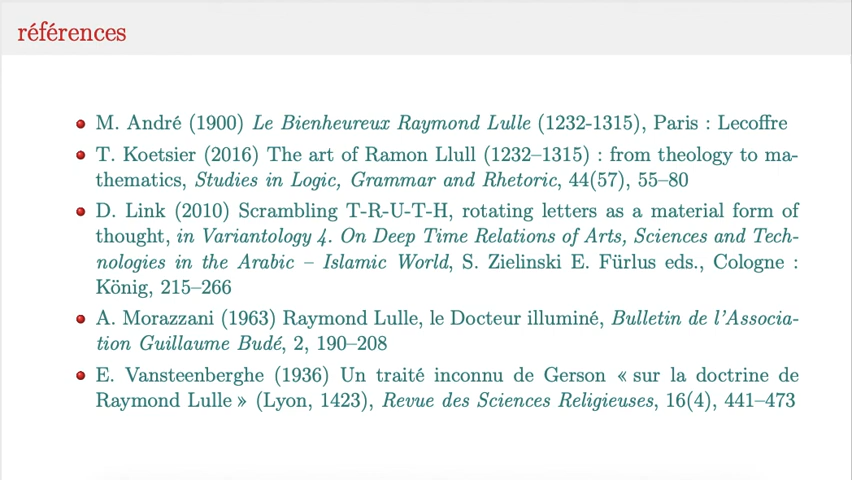 références
M. André (1900) Le Bienheureux Raymond Lulle (1232-1315), Paris : Lecoffre
T. Koetsier (2016) The art of Ramon Llull (1232–1315) : from theology to ma-
thematics, Studies in Logic, Grammar and Rhetoric, 44(57), 55–80
D. Link (2010) Scrambling T-R-U-T-H, rotating letters as a material form of
thought, in Variantology 4. On Deep Time Relations of Arts, Sciences and Tech-
nologies in the Arabic – Islamic World, S. Zielinski E. Fürlus eds., Cologne :
König, 215–266
A. Morazzani (1963) Raymond Lulle, le Docteur illuminé, Bulletin de l'Associa-
tion Guillaume Budé, 2, 190–208
E. Vansteenberghe (1936) Un traité inconnu de Gerson « sur la doctrine de
Raymond Lulle » (Lyon, 1423), Revue des Sciences Religieuses, 16(4), 441–473